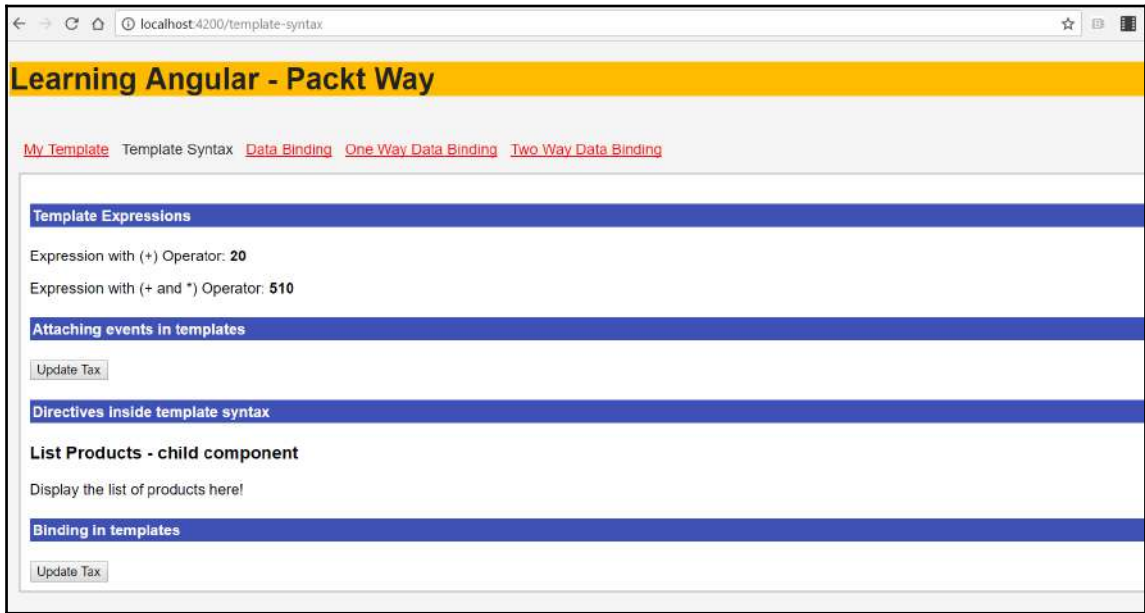 localhost:4200/template-syntax
Learning Angular - Packt Way
My Template Template Syntax Data Binding One Way Data Binding Two Way Data Binding
Template Expressions
Expression with (+) Operator: 20
Expression with (+ and *) Operator: 510
Attaching events in templates
Update Tax
Directives inside template syntax
List Products - child component
Display the list of products here!
Binding in templates
Update Tax